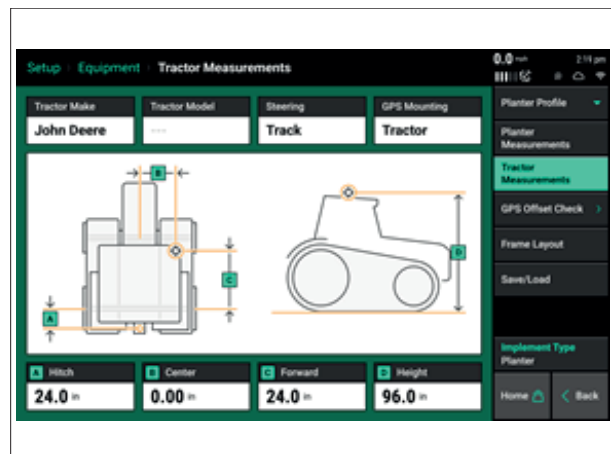 Setup Equipment Tractor Measurements
0.0 mph 2:19 pm
Tractor Make
Tractor Model
Steering
GPS Mounting
John Deere
---
Track
Tractor
B
C
D
A
A Hitch
B Center
C Forward
D Height
24.0 in
0.00 in
24.0 in
96.0 in
Planter Profile
Planter
Measurements
Tractor
Measurements
GPS Offset Check >
Frame Layout
Save/Load
Implement Type
Planter
Home
< Back